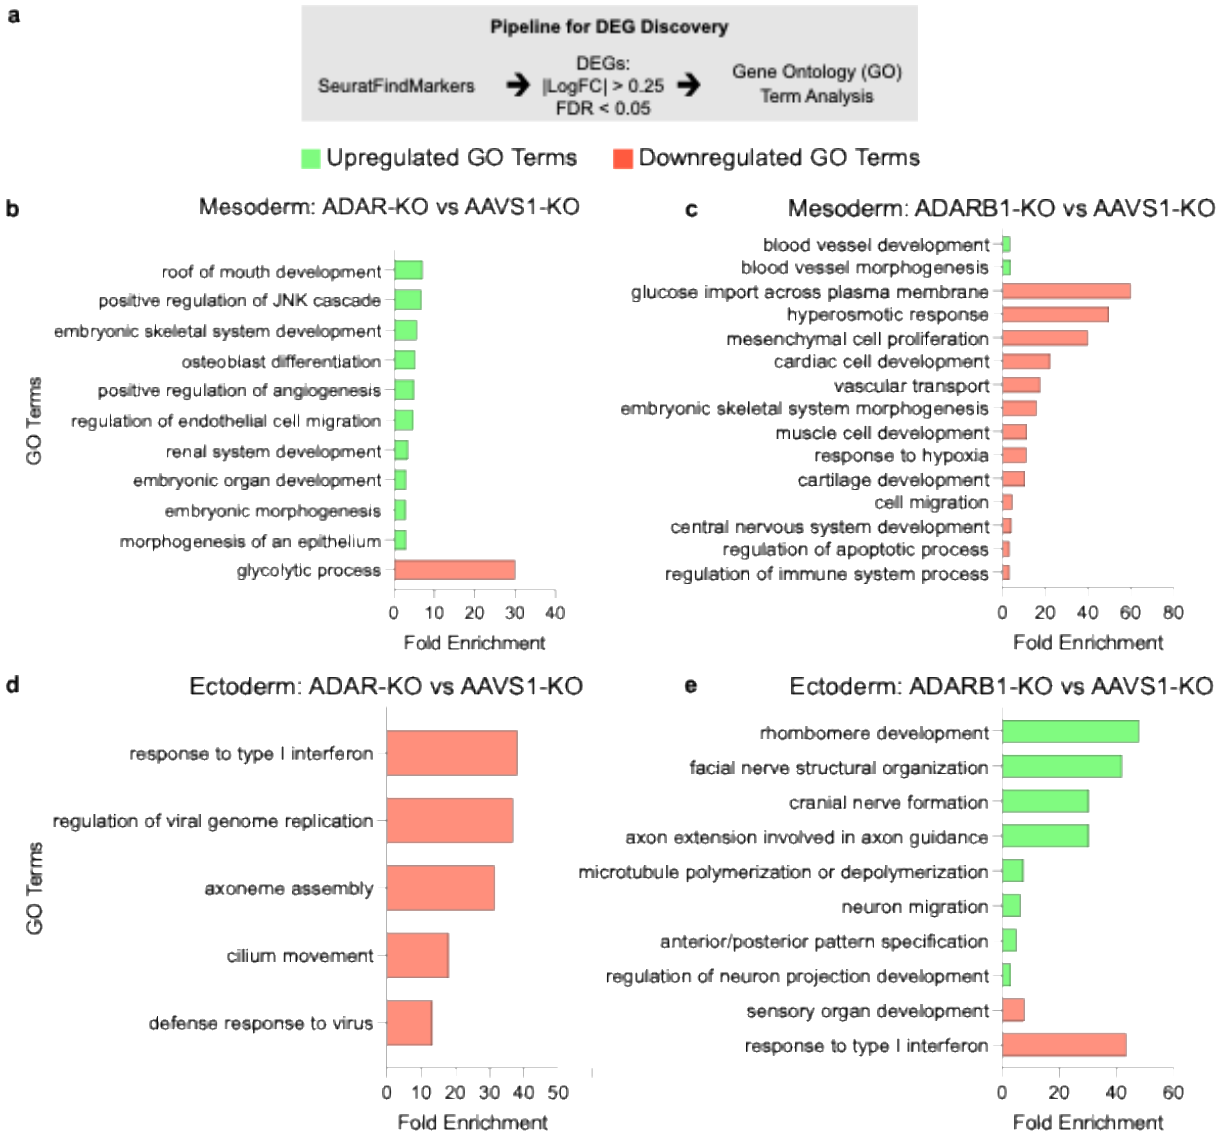 a
Pipeline for DEG Discovery
SeuratFindMarkers
DEGs:
|LogFC| > 0.25
FDR < 0.05
Gene Ontology (GO)
Term Analysis
Upregulated GO Terms
Downregulated GO Terms
b
Mesoderm: ADAR-KO vs AAVS1-KO
GO Terms
roof of mouth development
positive regulation of JNK cascade
embryonic skeletal system development
osteoblast differentiation
positive regulation of angiogenesis
regulation of endothelial cell migration
renal system development
embryonic organ development
embryonic morphogenesis
morphogenesis of an epithelium
glycolytic process
0 10 20 30 40
Fold Enrichment
c
Mesoderm: ADARB1-KO vs AAVS1-KO
blood vessel development
blood vessel morphogenesis
glucose import across plasma membrane
hyperosmotic response
mesenchymal cell proliferation
cardiac cell development
vascular transport
embryonic skeletal system morphogenesis
muscle cell development
response to hypoxia
cartilage development
cell migration
central nervous system development
regulation of apoptotic process
regulation of immune system process
0 20 40 60 80
Fold Enrichment
d
Ectoderm: ADAR-KO vs AAVS1-KO
GO Terms
response to type I interferon
regulation of viral genome replication
axoneme assembly
cilium movement
defense response to virus
0 10 20 30 40 50
Fold Enrichment
e
Ectoderm: ADARB1-KO vs AAVS1-KO
rhombomere development
facial nerve structural organization
cranial nerve formation
axon extension involved in axon guidance
microtubule polymerization or depolymerization
neuron migration
anterior/posterior pattern specification
regulation of neuron projection development
sensory organ development
response to type I interferon
0 20 40 60
Fold Enrichment